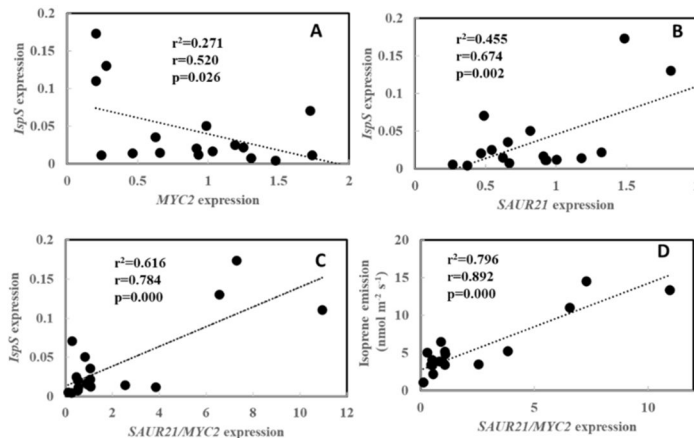 A
r²=0.271
r=0.520
p=0.026
IspS expression
0.2
0.15
0.1
0.05
0
0 0.5 1 1.5 2
MYC2 expression
B
r²=0.455
r=0.674
p=0.002
IspS expression
0.2
0.15
0.1
0.05
0
0 0.5 1 1.5 2
SAUR21 expression
C
r²=0.616
r=0.784
p=0.000
IspS expression
0.2
0.15
0.1
0.05
0
0 2 4 6 8 10 12
SAUR21/MYC2 expression
D
r²=0.796
r=0.892
p=0.000
Isoprene emission
(nmol m⁻² s⁻¹)
20
15
10
5
0
0 5 10
SAUR21/MYC2 expression